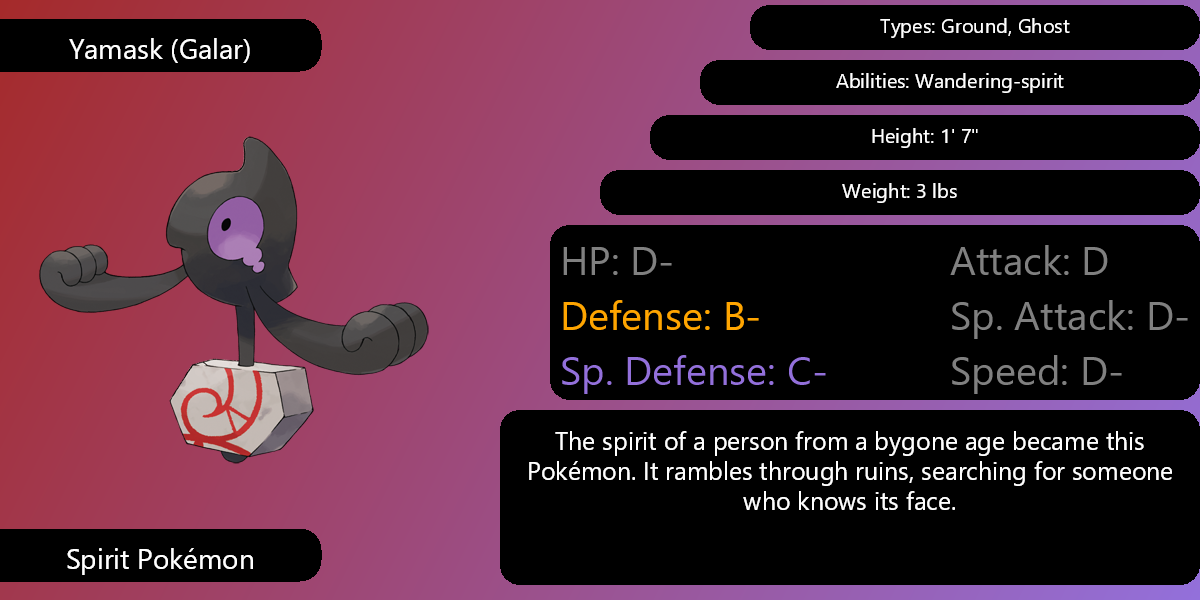 Yamask (Galar)
Types: Ground, Ghost
Abilities: Wandering-spirit
Height: 1' 7"
Weight: 3 lbs
HP: D-
Attack: D
Defense: B-
Sp. Attack: D-
Sp. Defense: C-
Speed: D-
The spirit of a person from a bygone age became this
Pokémon. It rambles through ruins, searching for someone
who knows its face.
Spirit Pokémon